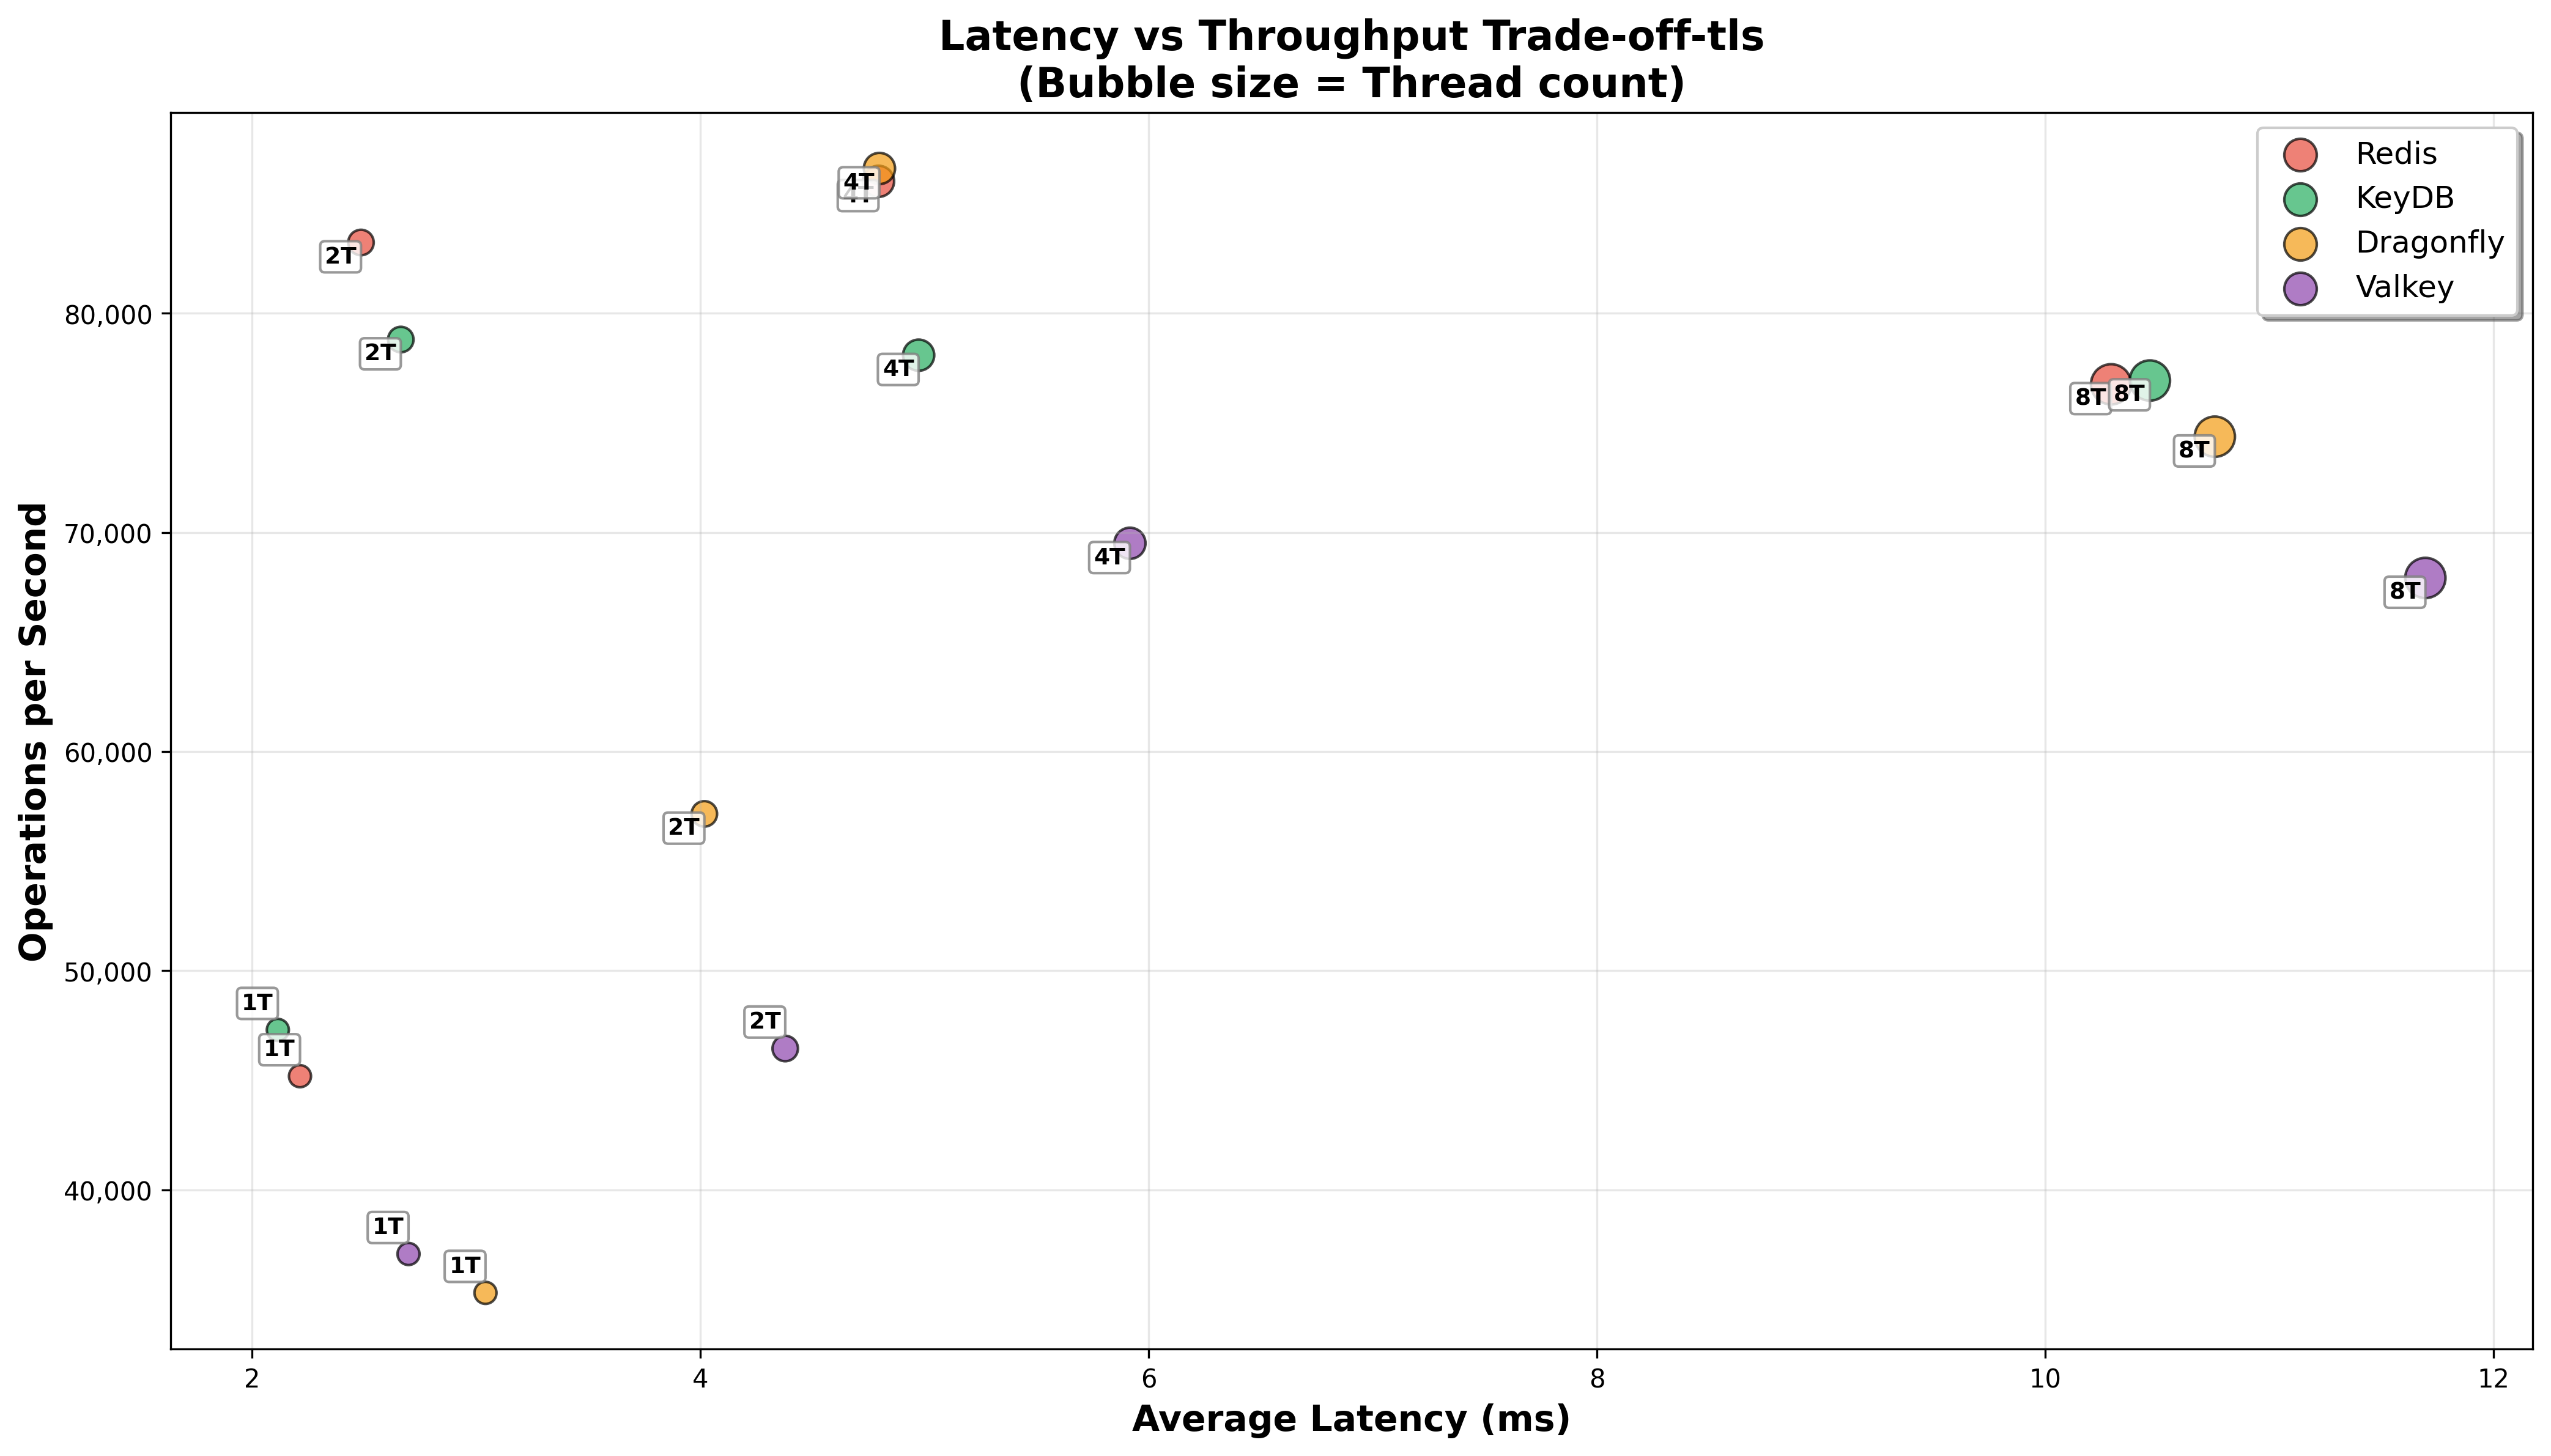 Latency vs Throughput Trade-off-tls
(Bubble size = Thread count)
Redis
KeyDB
Dragonfly
Valkey
4T
4T
2T
2T
4T
8T
8T
8T
4T
8T
2T
1T
1T
2T
1T
1T
80,000
70,000
60,000
50,000
40,000
Operations per Second
2
4
6
8
10
12
Average Latency (ms)